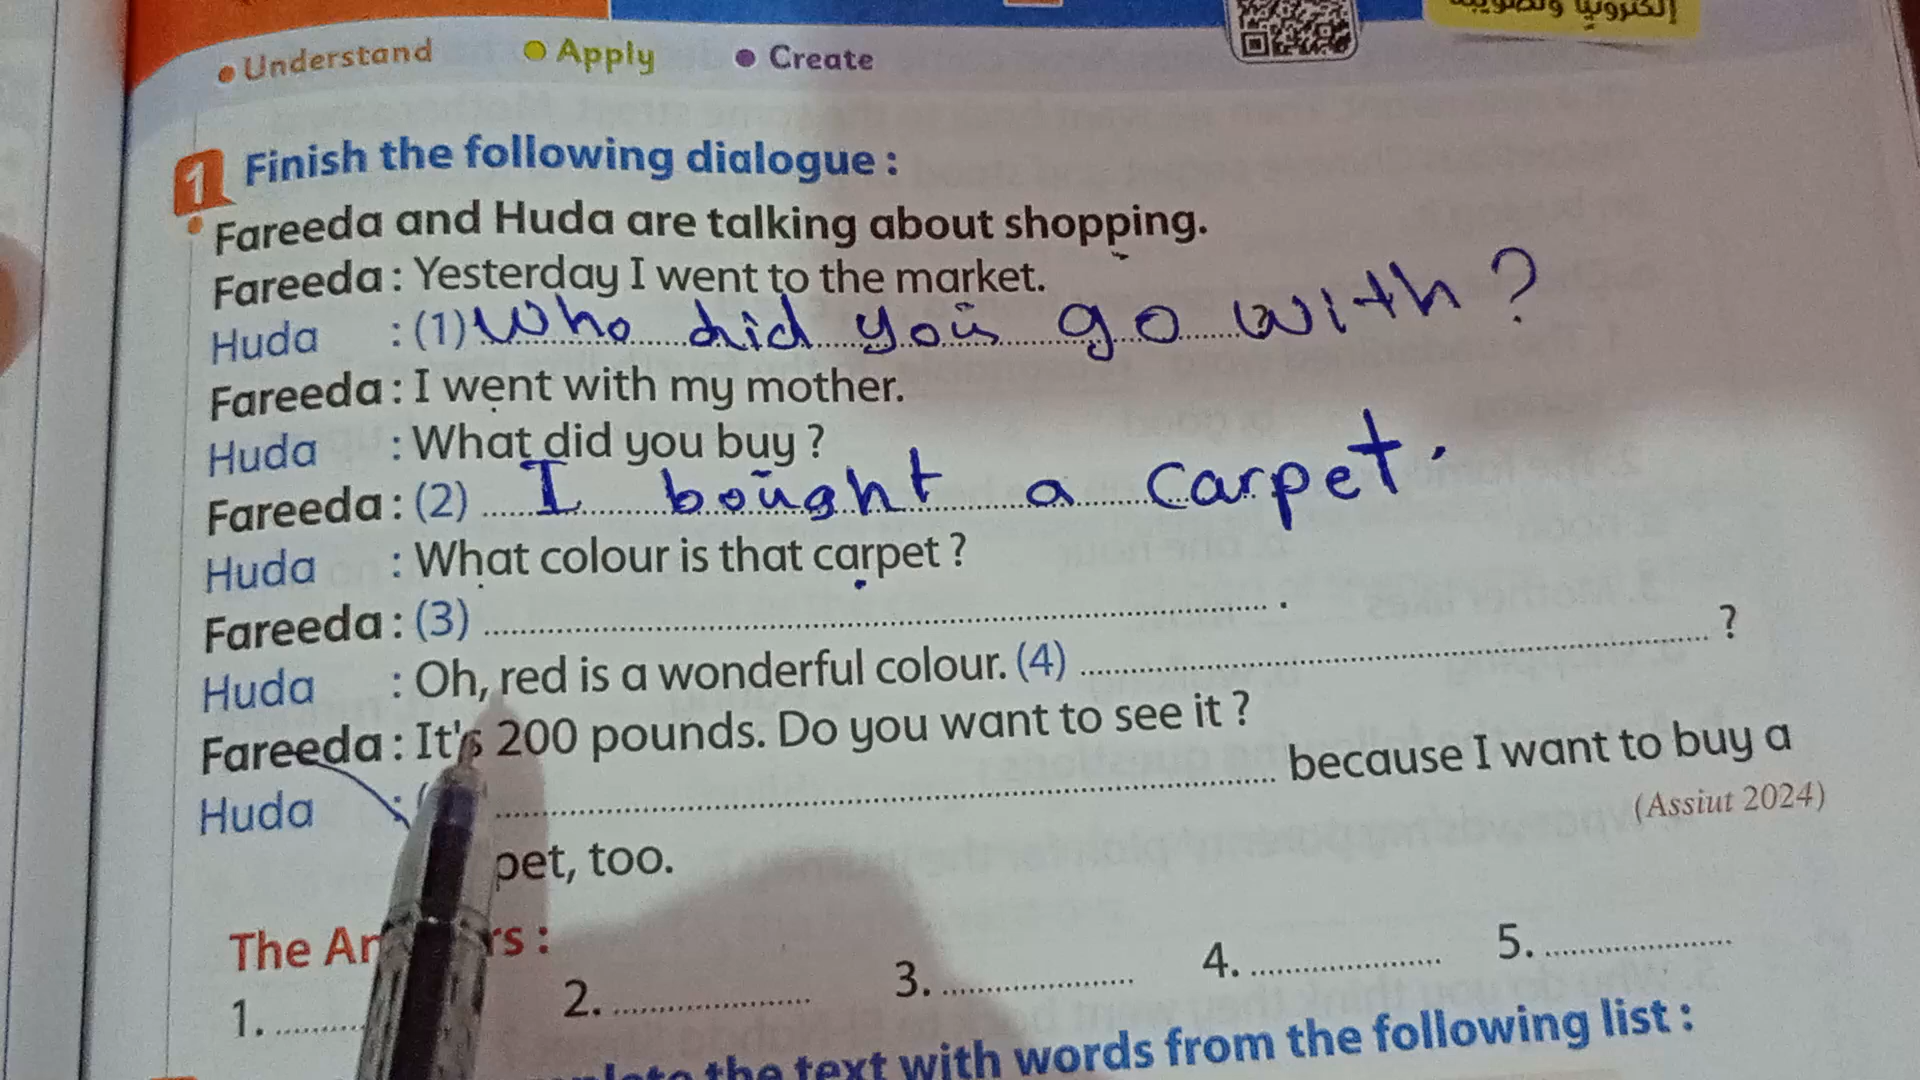 إلكترونيًا وتصويبه
Understand Apply Create
1 Finish the following dialogue :
Fareeda and Huda are talking about shopping.
Fareeda : Yesterday I went to the market.
Huda : (1) Who did you go with?
Fareeda : I went with my mother.
Huda : What did you buy ?
Fareeda : (2) I bought a carpet.
Huda : What colour is that carpet ?
Fareeda : (3) .
Huda : Oh, red is a wonderful colour. (4) ?
Fareeda : It's 200 pounds. Do you want to see it ?
Huda : because I want to buy a
pet, too.
(Assiut 2024)
The rs :
1. 2. 3. 4. 5.
the text with words from the following list :